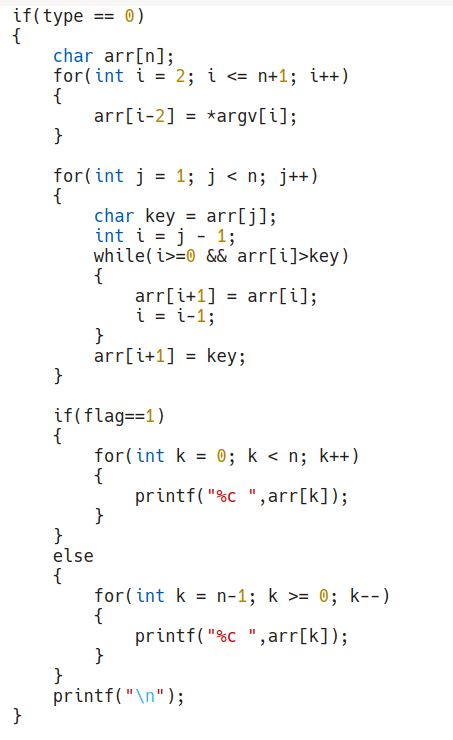 if(type == 0)
{
    char arr[n];
    for(int i = 2; i <= n+1; i++)
    {
        arr[i-2] = *argv[i];
    }

    for(int j = 1; j < n; j++)
    {
        char key = arr[j];
        int i = j - 1;
        while(i>=0 && arr[i]>key)
        {
            arr[i+1] = arr[i];
            i = i-1;
        }
        arr[i+1] = key;
    }

    if(flag==1)
    {
        for(int k = 0; k < n; k++)
        {
            printf("%c ",arr[k]);
        }
    }
    else
    {
        for(int k = n-1; k >= 0; k--)
        {
            printf("%c ",arr[k]);
        }
    }
    printf("\n");
}